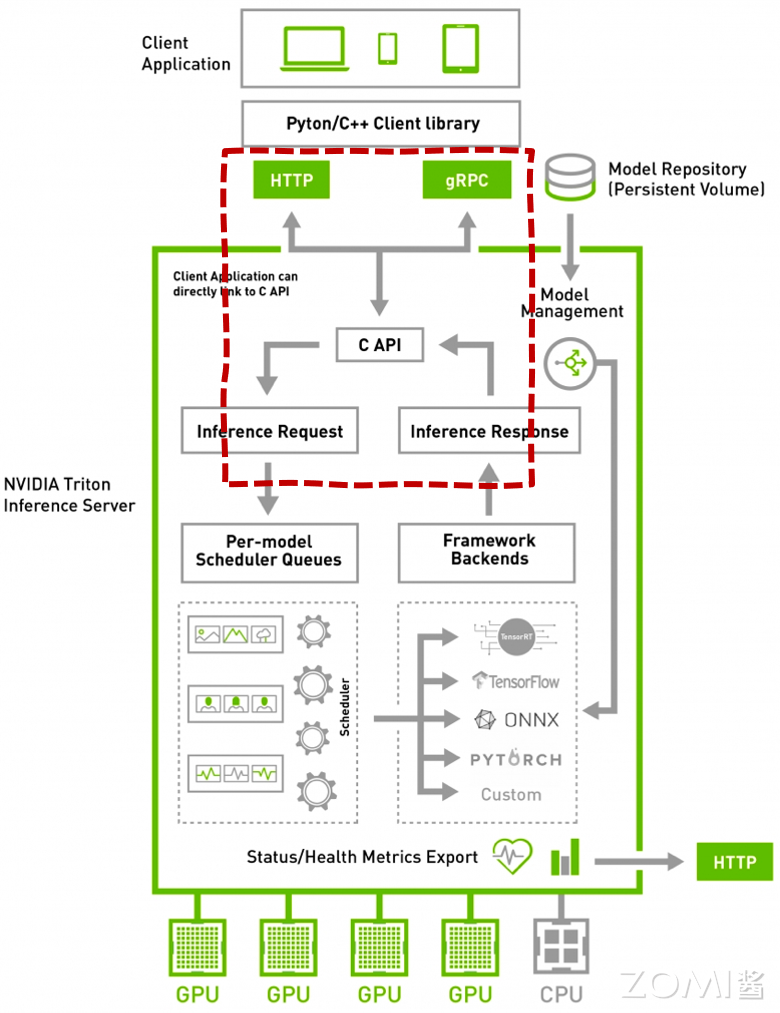 Client
Application
Pyton/C++ Client library
HTTP
gRPC
Model Repository
(Persistent Volume)
Client Application can
directly link to C API
Model
Management
C API
Inference Request
Inference Response
NVIDIA Triton
Inference Server
Per-model
Scheduler Queues
Framework
Backends
Scheduler
TensorRT
TensorFlow
ONNX
PYTORCH
Custom
Status/Health Metrics Export
HTTP
GPU
GPU
GPU
GPU
CPU
ZOMI酱